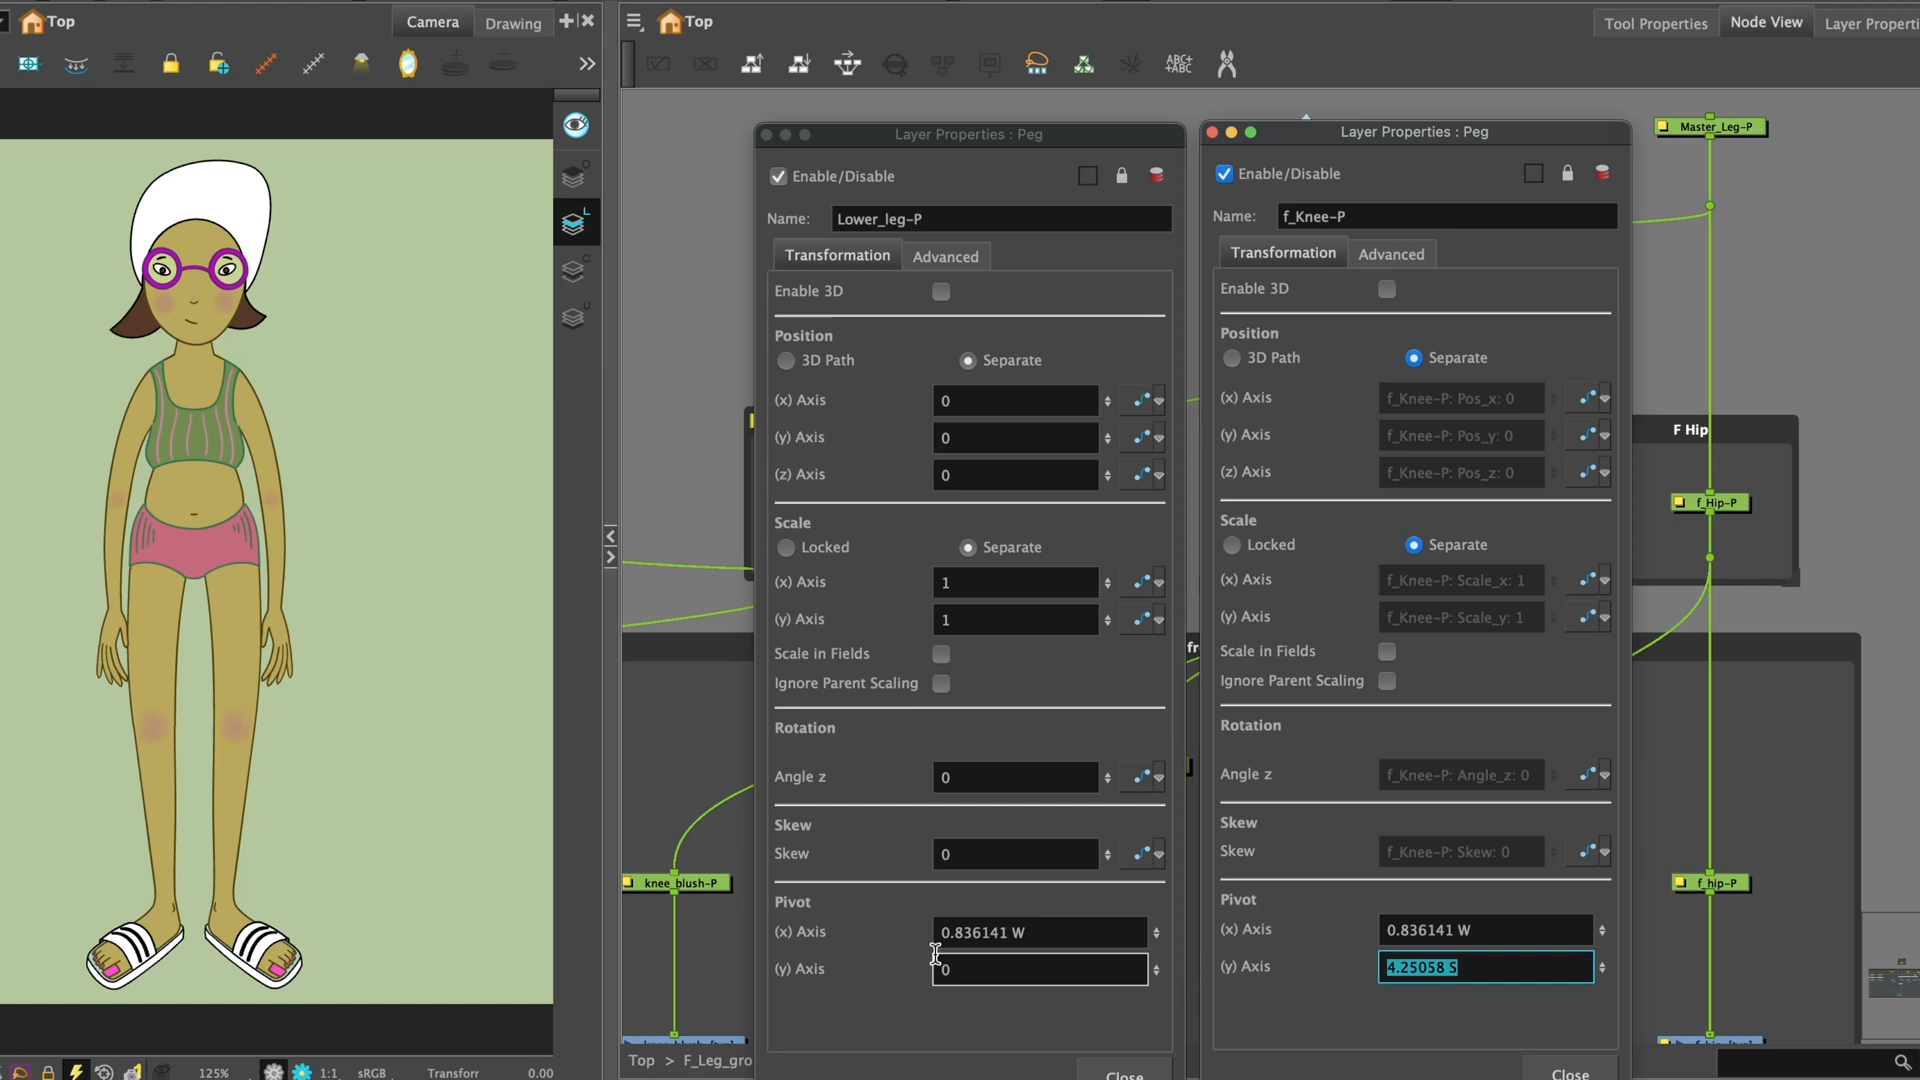 Top
Camera
Drawing
Top
Tool Properties
Node View
Layer Properti
ABC+
+ABC
O
L
C
U
Layer Properties : Peg
Enable/Disable
Name:
Lower_leg-P
Transformation
Advanced
Enable 3D
Position
3D Path
Separate
(x) Axis
0
(y) Axis
0
(z) Axis
0
Scale
Locked
Separate
(x) Axis
1
(y) Axis
1
Scale in Fields
Ignore Parent Scaling
Rotation
Angle z
0
Skew
Skew
0
Pivot
(x) Axis
0.836141 W
(y) Axis
0
Close
Layer Properties : Peg
Enable/Disable
Name:
f_Knee-P
Transformation
Advanced
Enable 3D
Position
3D Path
Separate
(x) Axis
f_Knee-P: Pos_x: 0
(y) Axis
f_Knee-P: Pos_y: 0
(z) Axis
f_Knee-P: Pos_z: 0
Scale
Locked
Separate
(x) Axis
f_Knee-P: Scale_x: 1
(y) Axis
f_Knee-P: Scale_y: 1
Scale in Fields
Ignore Parent Scaling
Rotation
Angle z
f_Knee-P: Angle_z: 0
Skew
Skew
f_Knee-P: Skew: 0
Pivot
(x) Axis
0.836141 W
(y) Axis
4.25058 S
Close
Master_Leg-P
F Hip
f_Hip-P
fr
knee_blush-P
f_hip-P
Top > F_Leg_gro
125%
1:1
sRGB
Transforr
0.00